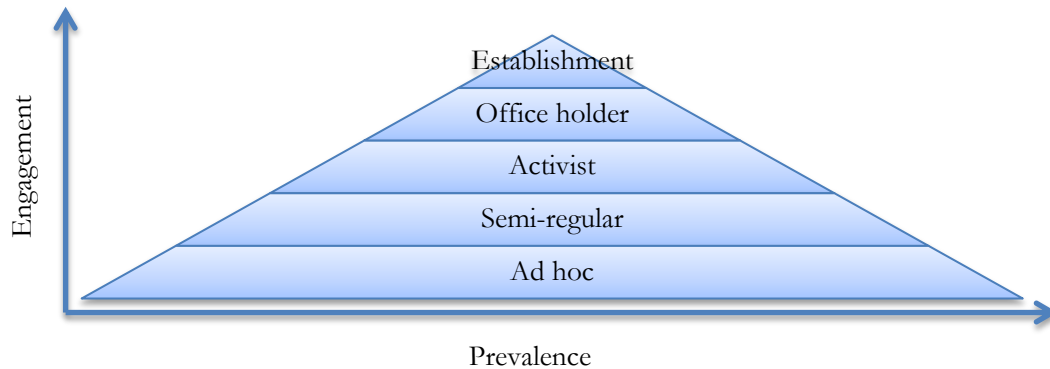 Establishment
Office holder
Activist
Semi-regular
Ad hoc
Engagement
Prevalence